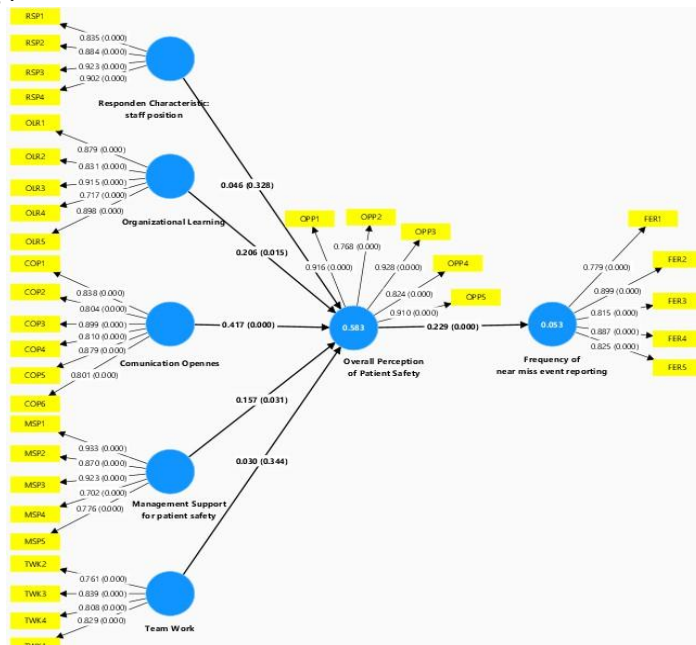 RSP1
0.835 (0.000)
RSP2
0.884 (0.000)
RSP3
0.923 (0.000)
0.902 (0.000)
RSP4
Responden Characteristic:
staff position
OLR1
0.879 (0.000)
OLR2
0.831 (0.000)
OLR3
0.915 (0.000)
OLR4
0.717 (0.000)
0.898 (0.000)
OLR5
Organizational Learning
COP1
0.838 (0.000)
COP2
0.804 (0.000)
COP3
0.899 (0.000)
COP4
0.810 (0.000)
0.879 (0.000)
COP5
0.801 (0.000)
COP6
Comunication Opennes
MSP1
0.933 (0.000)
MSP2
0.870 (0.000)
MSP3
0.923 (0.000)
0.702 (0.000)
MSP4
0.776 (0.000)
MSP5
Management Support
for patient safety
TWK2
0.761 (0.000)
TWK3
0.839 (0.000)
0.808 (0.000)
TWK4
0.829 (0.000)
Team Work
0.046 (0.328)
0.206 (0.015)
0.417 (0.000)
0.157 (0.031)
0.030 (0.344)
OPP1
OPP2
OPP3
OPP4
OPP5
0.916 (0.000)
0.768 (0.000)
0.928 (0.000)
0.824 (0.000)
0.910 (0.000)
0.583
Overall Perception
of Patient Safety
0.229 (0.000)
0.053
Frequency of
near miss event reporting
FER1
0.779 (0.000)
FER2
0.899 (0.000)
FER3
0.815 (0.000)
FER4
0.887 (0.000)
FER5
0.825 (0.000)